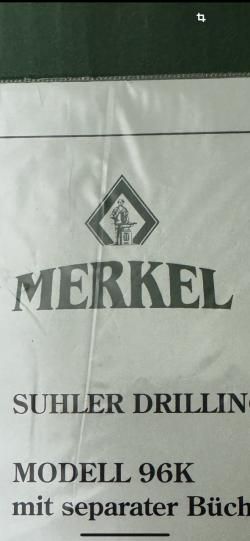 MERKEL
SUHLER DRILLIN
MODELL 96K
mit separater Büch